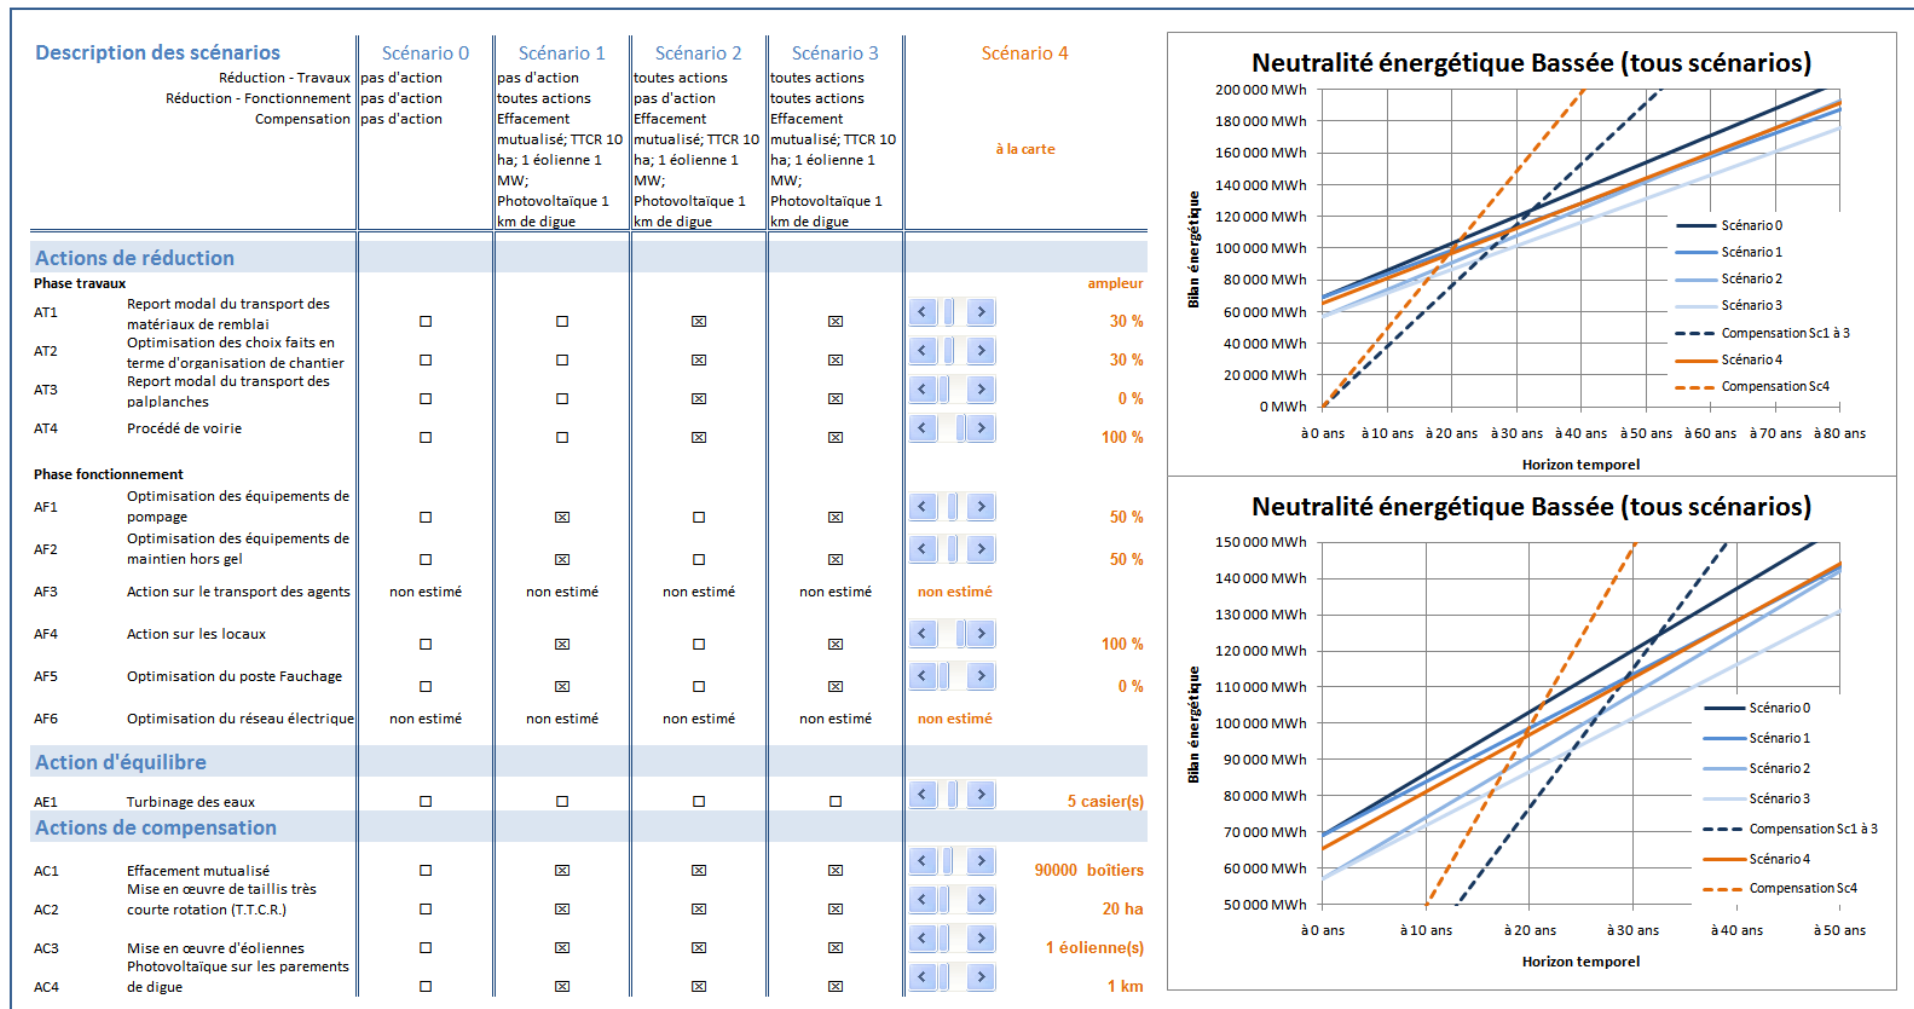 Description des scénarios Scénario 0 Scénario 1 Scénario 2 Scénario 3 Scénario 4
Réduction - Travaux pas d'action pas d'action toutes actions toutes actions
Réduction - Fonctionnement pas d'action toutes actions pas d'action toutes actions
Compensation pas d'action Effacement Effacement Effacement
mutualisé; TTCR 10 mutualisé; TTCR 10 mutualisé; TTCR 10
ha; 1 éolienne 1 ha; 1 éolienne 1 ha; 1 éolienne 1 à la carte
MW; MW; MW;
Photovoltaïque 1 Photovoltaïque 1 Photovoltaïque 1
km de digue km de digue km de digue
Actions de réduction
Phase travaux ampleur
AT1 Report modal du transport des
matériaux de remblai 30 %
AT2 Optimisation des choix faits en
terme d'organisation de chantier 30 %
AT3 Report modal du transport des
palplanches 0 %
AT4 Procédé de voirie 100 %
Phase fonctionnement
AF1 Optimisation des équipements de
pompage 50 %
AF2 Optimisation des équipements de
maintien hors gel 50 %
AF3 Action sur le transport des agents non estimé non estimé non estimé non estimé non estimé
AF4 Action sur les locaux 100 %
AF5 Optimisation du poste Fauchage 0 %
AF6 Optimisation du réseau électrique non estimé non estimé non estimé non estimé non estimé
Action d'équilibre
AE1 Turbinage des eaux 5 casier(s)
Actions de compensation
AC1 Effacement mutualisé 90000 boîtiers
AC2 Mise en œuvre de taillis très
courte rotation (T.T.C.R.) 20 ha
AC3 Mise en œuvre d'éoliennes 1 éolienne(s)
AC4 Photovoltaïque sur les parements
de digue 1 km
Neutralité énergétique Bassée (tous scénarios)
200 000 MWh
180 000 MWh
160 000 MWh
140 000 MWh
120 000 MWh
100 000 MWh
80 000 MWh
60 000 MWh
40 000 MWh
20 000 MWh
0 MWh
Bilan énergétique
Scénario 0
Scénario 1
Scénario 2
Scénario 3
Compensation Sc1 à 3
Scénario 4
Compensation Sc4
à 0 ans à 10 ans à 20 ans à 30 ans à 40 ans à 50 ans à 60 ans à 70 ans à 80 ans
Horizon temporel
Neutralité énergétique Bassée (tous scénarios)
150 000 MWh
140 000 MWh
130 000 MWh
120 000 MWh
110 000 MWh
100 000 MWh
90 000 MWh
80 000 MWh
70 000 MWh
60 000 MWh
50 000 MWh
Bilan énergétique
Scénario 0
Scénario 1
Scénario 2
Scénario 3
Compensation Sc1 à 3
Scénario 4
Compensation Sc4
à 0 ans à 10 ans à 20 ans à 30 ans à 40 ans à 50 ans
Horizon temporel